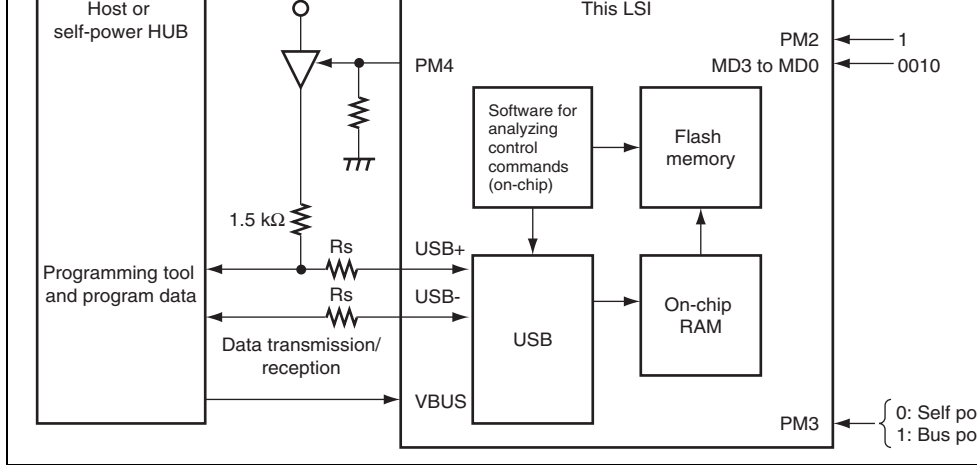 Host or
self-power HUB
This LSI
PM2
1
PM4
MD3 to MD0
0010
Software for
analyzing
control
commands
(on-chip)
Flash
memory
1.5 kΩ
Rs
USB+
Programming tool
and program data
Rs
USB-
On-chip
RAM
USB
Data transmission/
reception
VBUS
PM3
0: Self po
1: Bus po